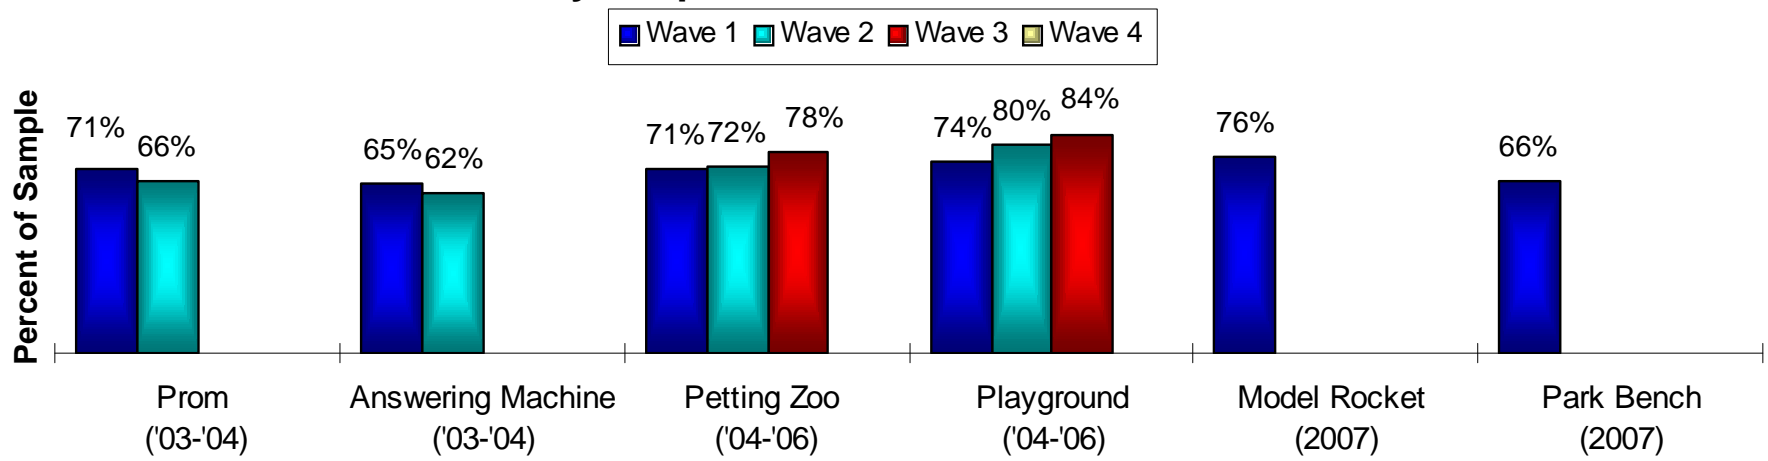 Wave 1 Wave 2 Wave 3 Wave 4
Percent of Sample
71% 66% 65% 62% 71% 72% 78% 74% 80% 84% 76% 66%
Prom Answering Machine Petting Zoo Playground Model Rocket Park Bench
('03-'04) ('03-'04) ('04-'06) ('04-'06) (2007) (2007)